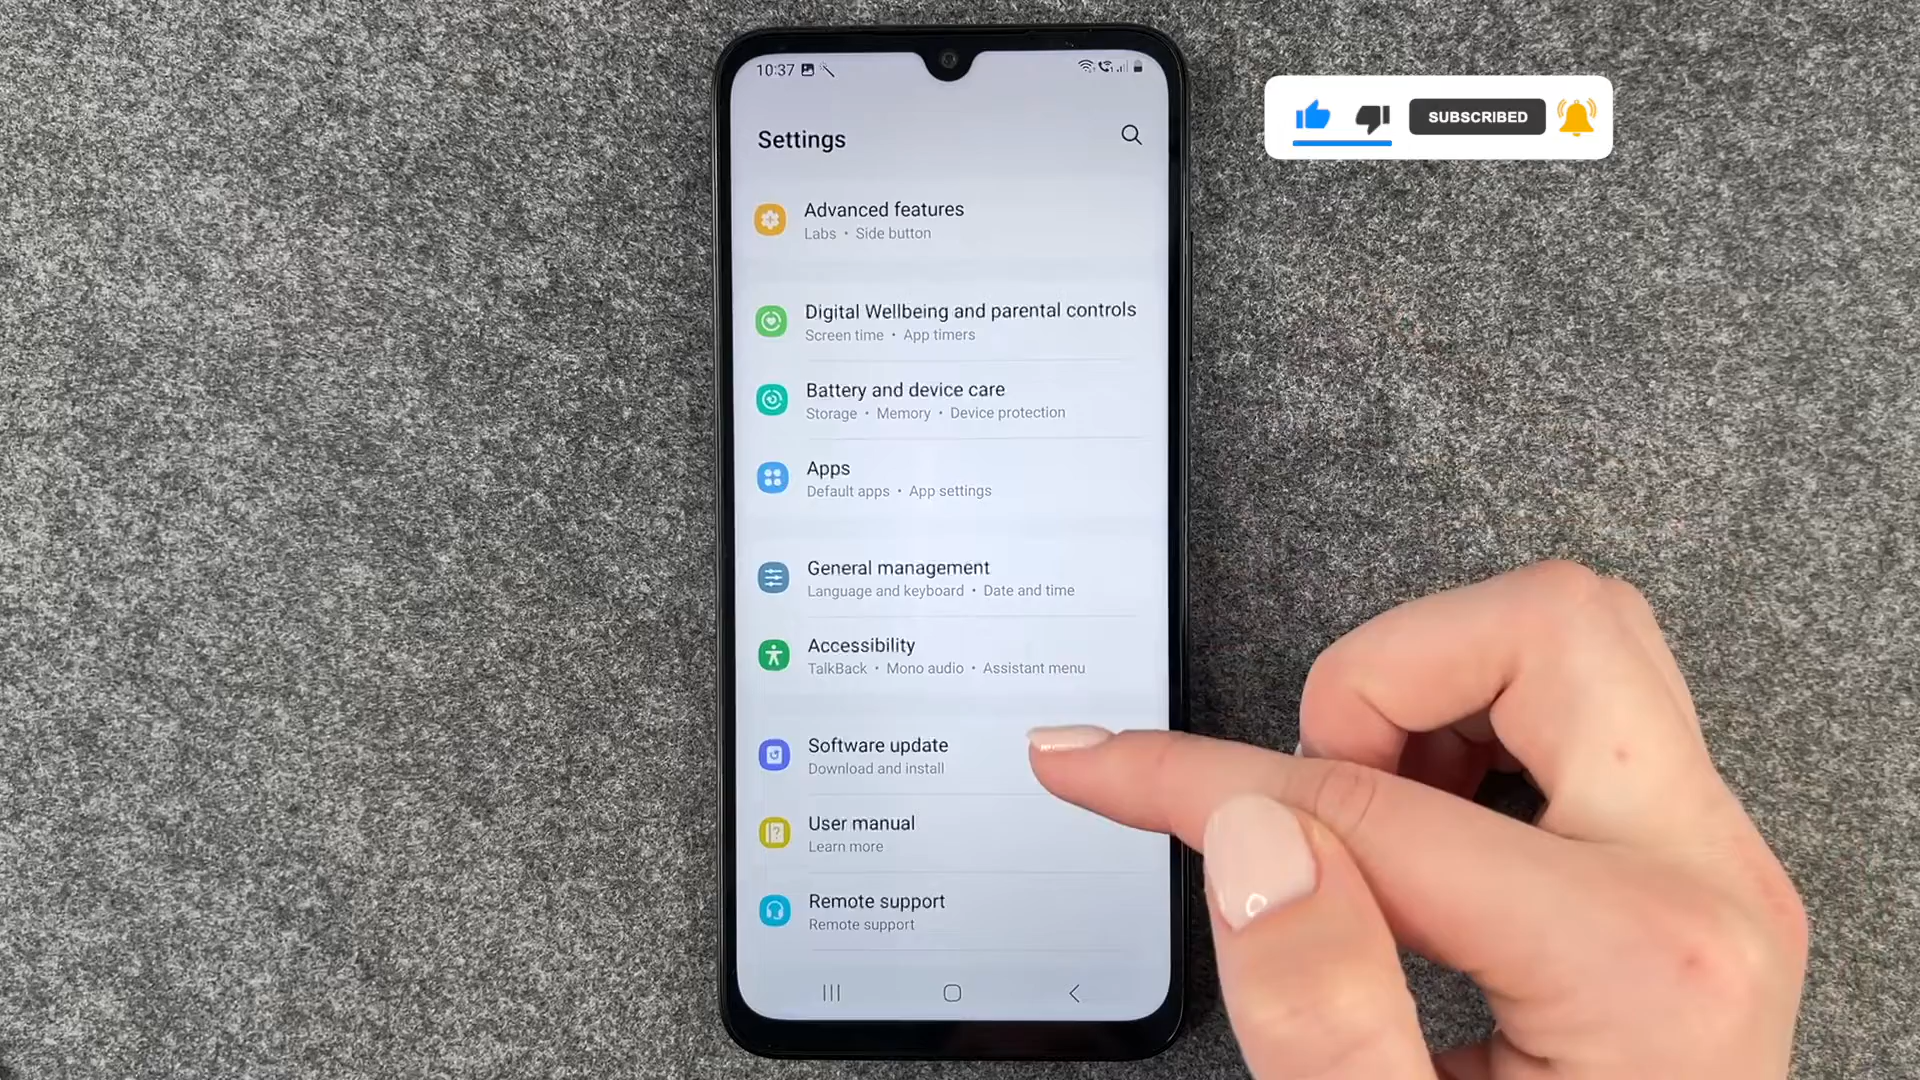 10:37
SUBSCRIBED
Settings
Advanced features
Labs • Side button
Digital Wellbeing and parental controls
Screen time • App timers
Battery and device care
Storage • Memory • Device protection
Apps
Default apps • App settings
General management
Language and keyboard • Date and time
Accessibility
TalkBack • Mono audio • Assistant menu
Software update
Download and install
User manual
Learn more
Remote support
Remote support